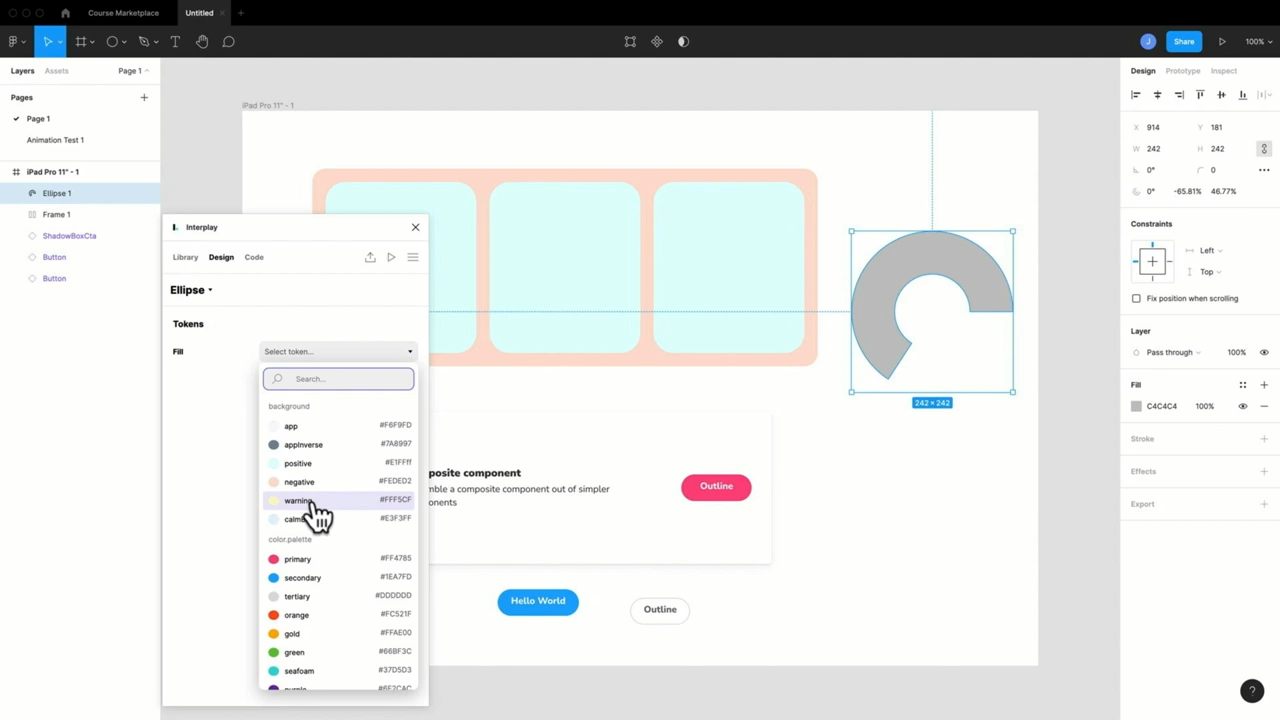 Course Marketplace
Untitled
Share
100%
Layers
Assets
Page 1
Pages
Page 1
Animation Test 1
iPad Pro 11" - 1
Ellipse 1
Frame 1
ShadowBoxCta
Button
Button
iPad Pro 11" - 1
242 × 242
Interplay
Library
Design
Code
Ellipse
Tokens
Fill
Select token...
Search...
background
app #F6F9FD
appInverse #7A8997
positive #E1FFff
negative #FEDED2
warning #FFF5CF
#E3F3FF
color.palette
primary #FF4785
secondary #1EA7FD
tertiary #DDDDDD
orange #FC521F
gold #FFAE00
green #66BF3C
seafoam #37D5D3
purple #6F2CAC
posite component
mble a composite component out of simpler
onents
Outline
Hello World
Outline
Design
Prototype
Inspect
X 914
Y 181
W 242
H 242
0°
0
0° -65.81% 46.77%
Constraints
Left
Top
Fix position when scrolling
Layer
Pass through
100%
Fill
C4C4C4
100%
Stroke
Effects
Export
J
?